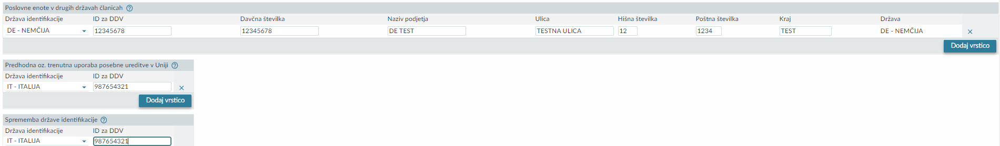 Poslovne enote v drugih državah članicah
Država identifikacije ID za DDV Davčna številka Naziv podjetja Ulica Hišna številka Poštna številka Kraj Država
DE - NEMČIJA 12345678 12345678 DE TEST TESTNA ULICA 12 1234 TEST DE - NEMČIJA
Dodaj vrstico
Predhodna oz. trenutna uporaba posebne ureditve v Uniji
Država identifikacije ID za DDV
IT - ITALIJA 987654321
Dodaj vrstico
Sprememba države identifikacije
Država identifikacije ID za DDV
IT - ITALIJA 987654321